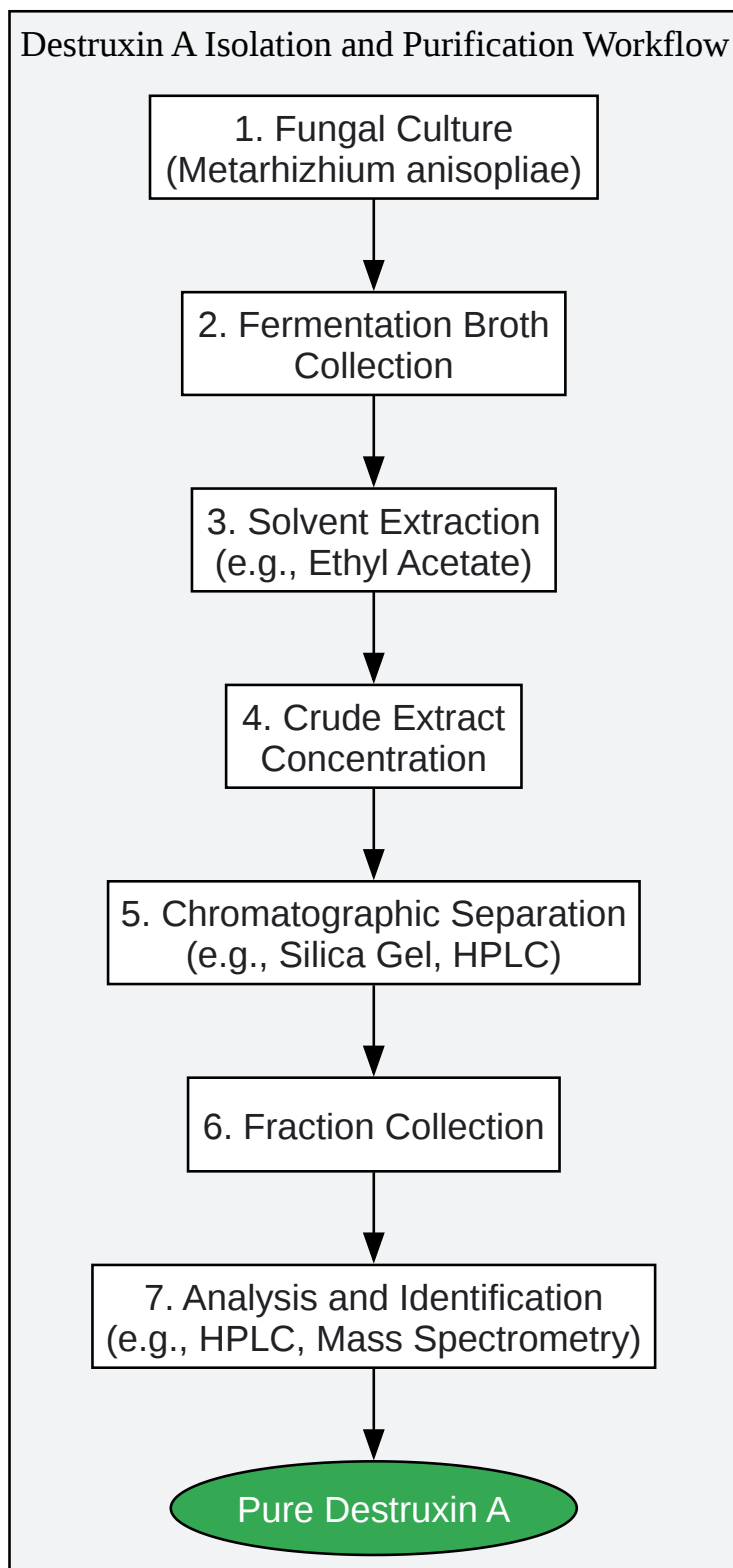 Destruxin A Isolation and Purification Workflow
1. Fungal Culture
(Metarhizhium anisopliae)
2. Fermentation Broth
Collection
3. Solvent Extraction
(e.g., Ethyl Acetate)
4. Crude Extract
Concentration
5. Chromatographic Separation
(e.g., Silica Gel, HPLC)
6. Fraction Collection
7. Analysis and Identification
(e.g., HPLC, Mass Spectrometry)
Pure Destruxin A